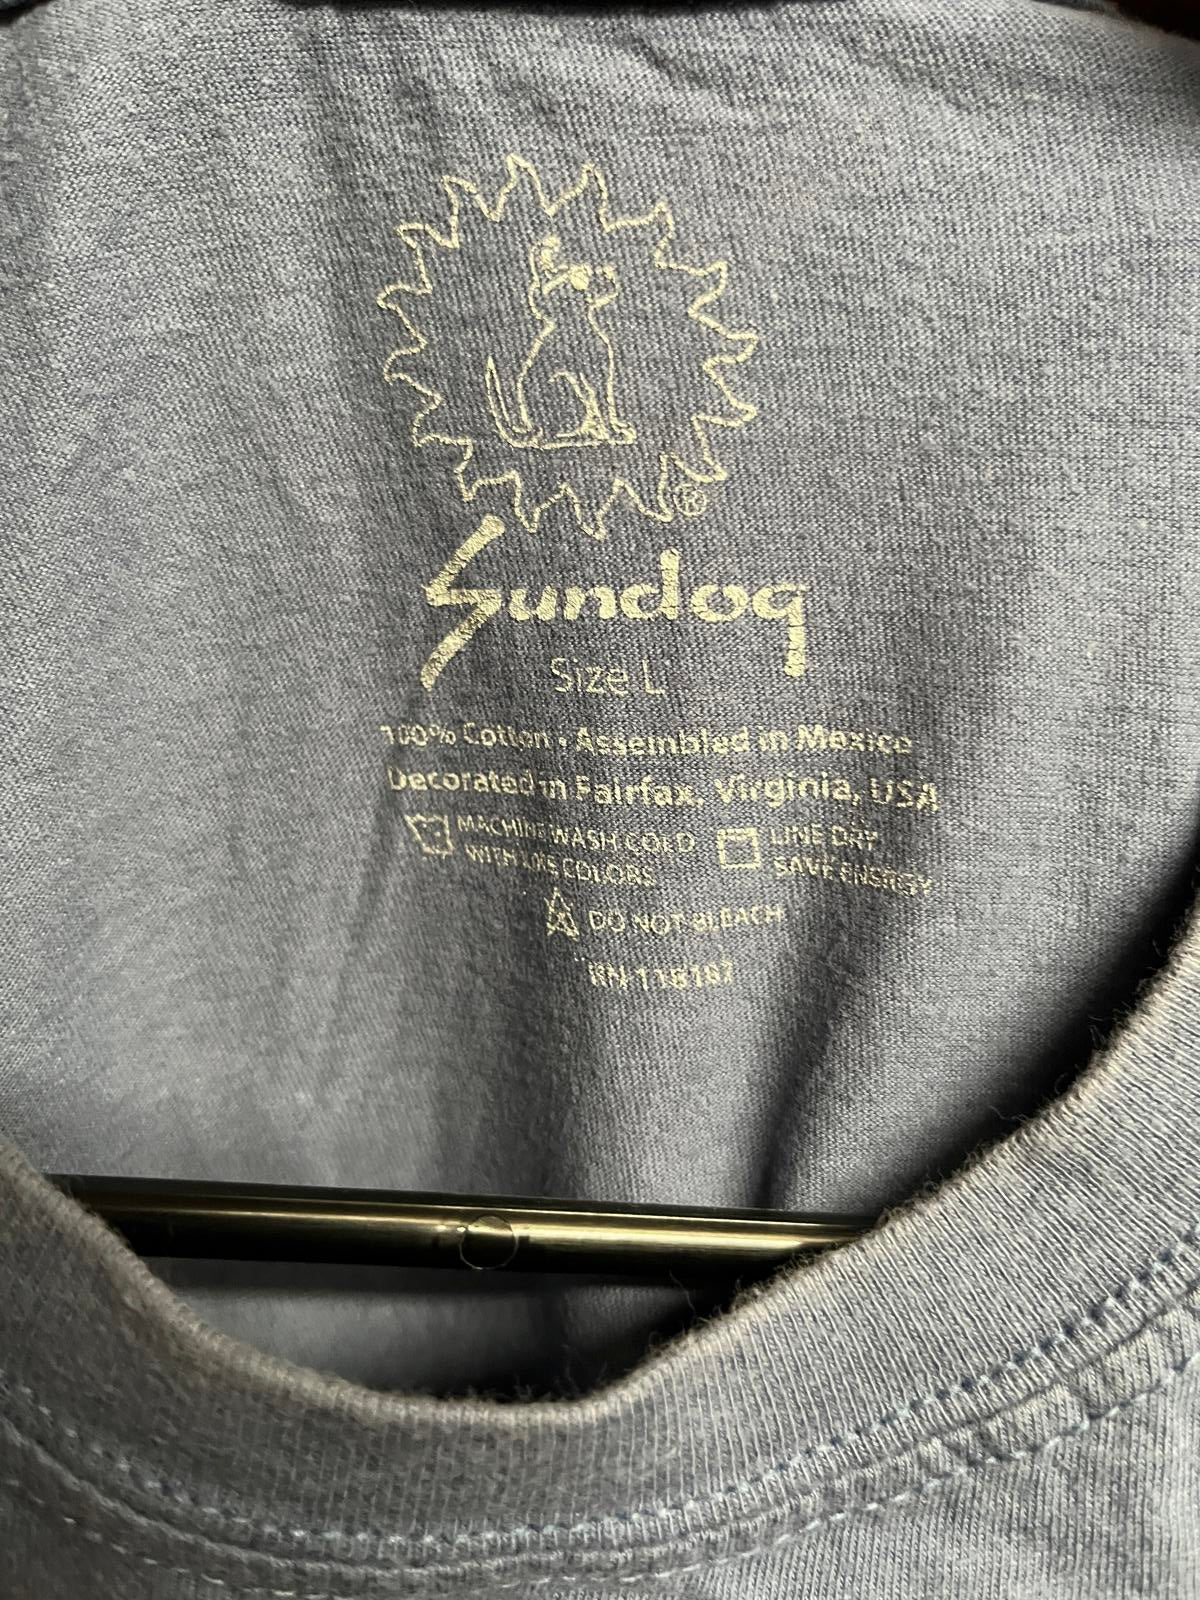 ®
Sundog
Size L
100% Cotton • Assembled in Mexico
Decorated in Fairfax, Virginia, USA
MACHINE WASH COLD
WITH LIKE COLORS
LINE DRY
SAVE ENERGY
DO NOT BLEACH
RN